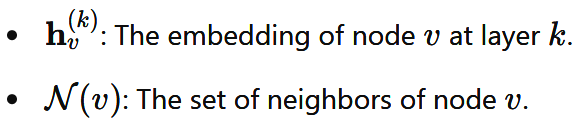 • $\mathbf{h}_v^{(k)}$: The embedding of node $v$ at layer $k$.
• $\mathcal{N}(v)$: The set of neighbors of node $v$.